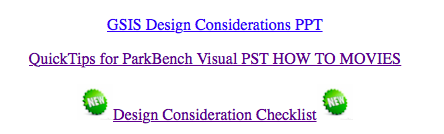 GSIS Design Considerations PPT
QuickTips for ParkBench Visual PST HOW TO MOVIES
NEW Design Consideration Checklist NEW